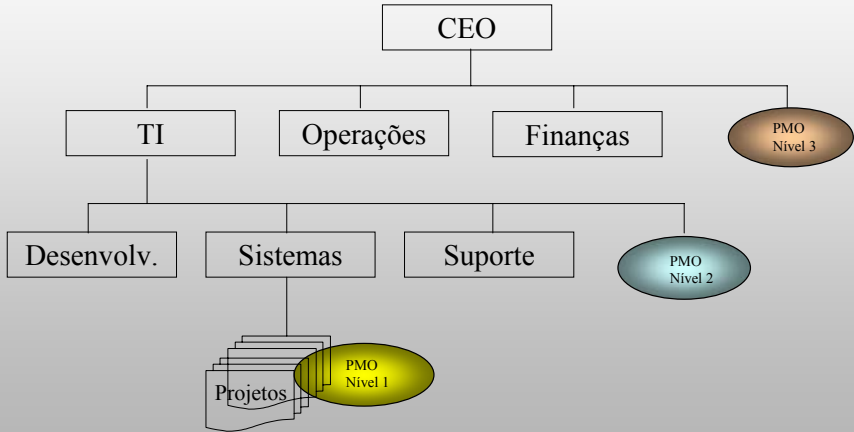 CEO
TI
Operações
Finanças
PMO
Nível 3
Desenvolv.
Sistemas
Suporte
PMO
Nível 2
Projetos
PMO
Nível 1